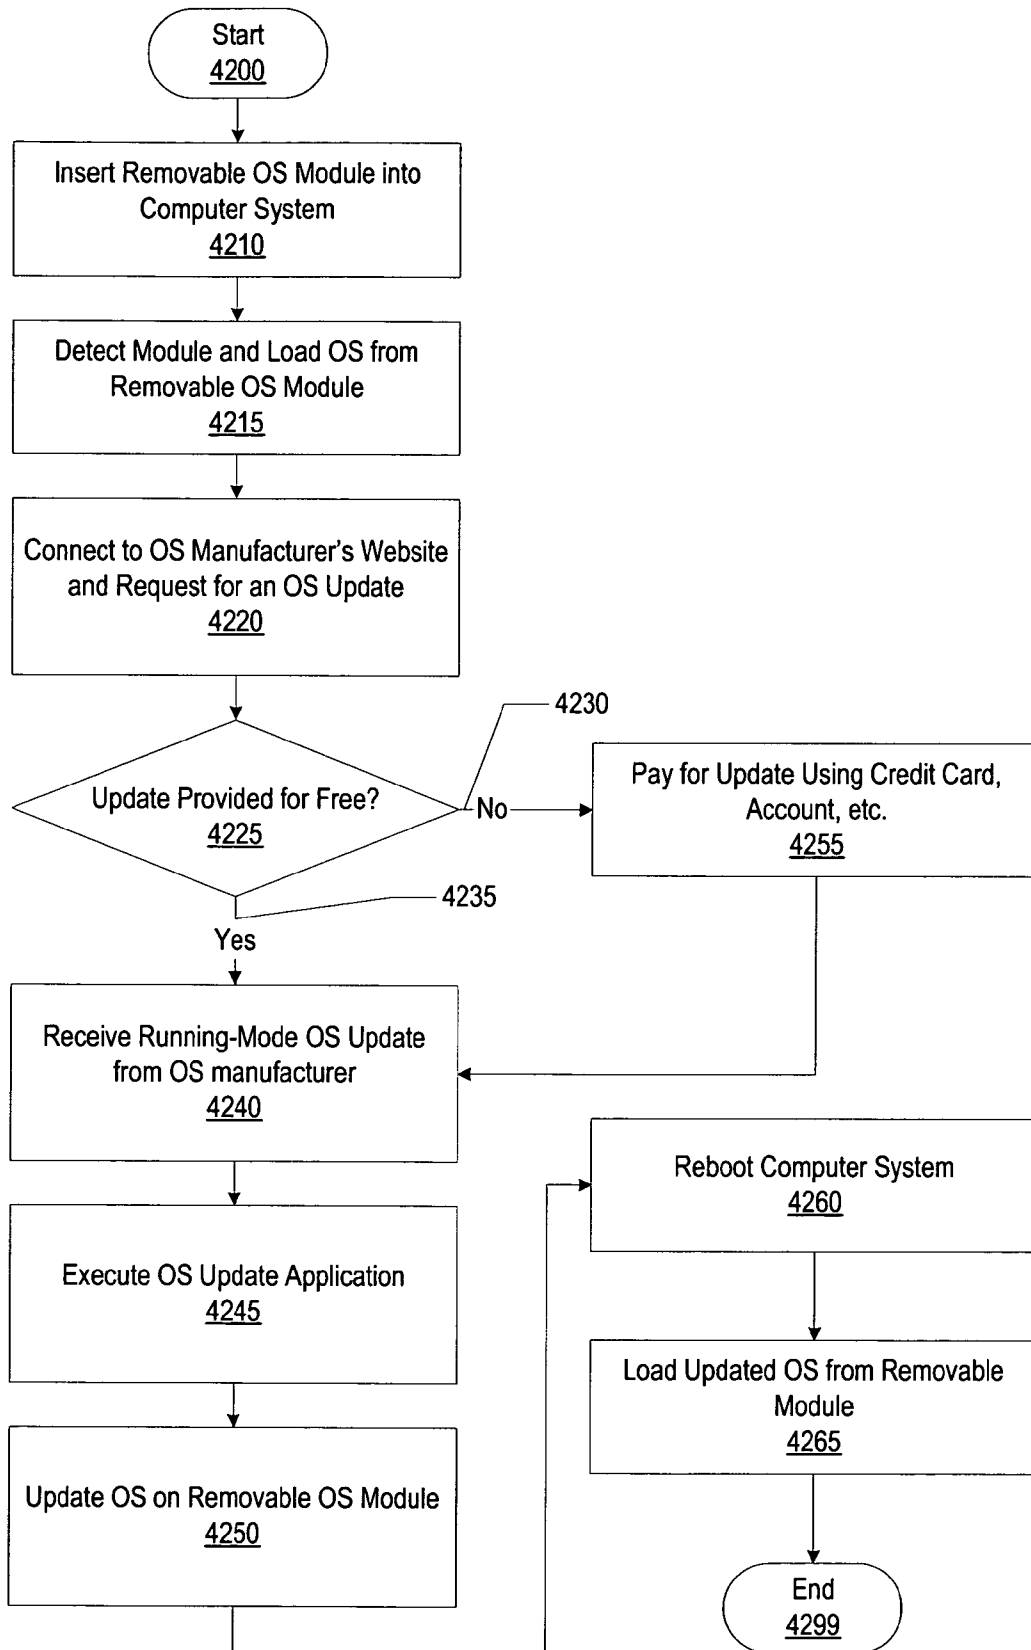 Start
4200
Insert Removable OS Module into
Computer System
4210
Detect Module and Load OS from
Removable OS Module
4215
Connect to OS Manufacturer's Website
and Request for an OS Update
4220
4230
Update Provided for Free?
4225
No
Pay for Update Using Credit Card,
Account, etc.
4255
4235
Yes
Receive Running-Mode OS Update
from OS manufacturer
4240
Execute OS Update Application
4245
Update OS on Removable OS Module
4250
Reboot Computer System
4260
Load Updated OS from Removable
Module
4265
End
4299